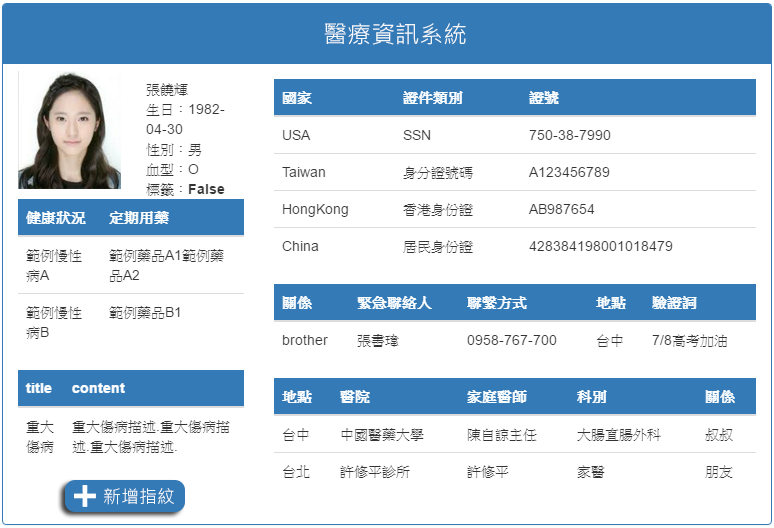 醫療資訊系統
張饒輝
生日：1982-
04-30
性別：男
血型：O
標籤：False
健康狀況 定期用藥
範例慢性
病A
範例藥品A1範例藥
品A2
範例慢性
病B
範例藥品B1
title content
重大
傷病
重大傷病描述.重大傷病描
述.重大傷病描述.
新增指紋
國家 證件類別 證號
USA SSN 750-38-7990
Taiwan 身分證號碼 A123456789
HongKong 香港身份證 AB987654
China 居民身份證 428384198001018479
關係 緊急聯絡人 聯繫方式 地點 驗證詞
brother 張書瑋 0958-767-700 台中 7/8高考加油
地點 醫院 家庭醫師 科別 關係
台中 中國醫藥大學 陳自諒主任 大腸直腸外科 叔叔
台北 許修平診所 許修平 家醫 朋友